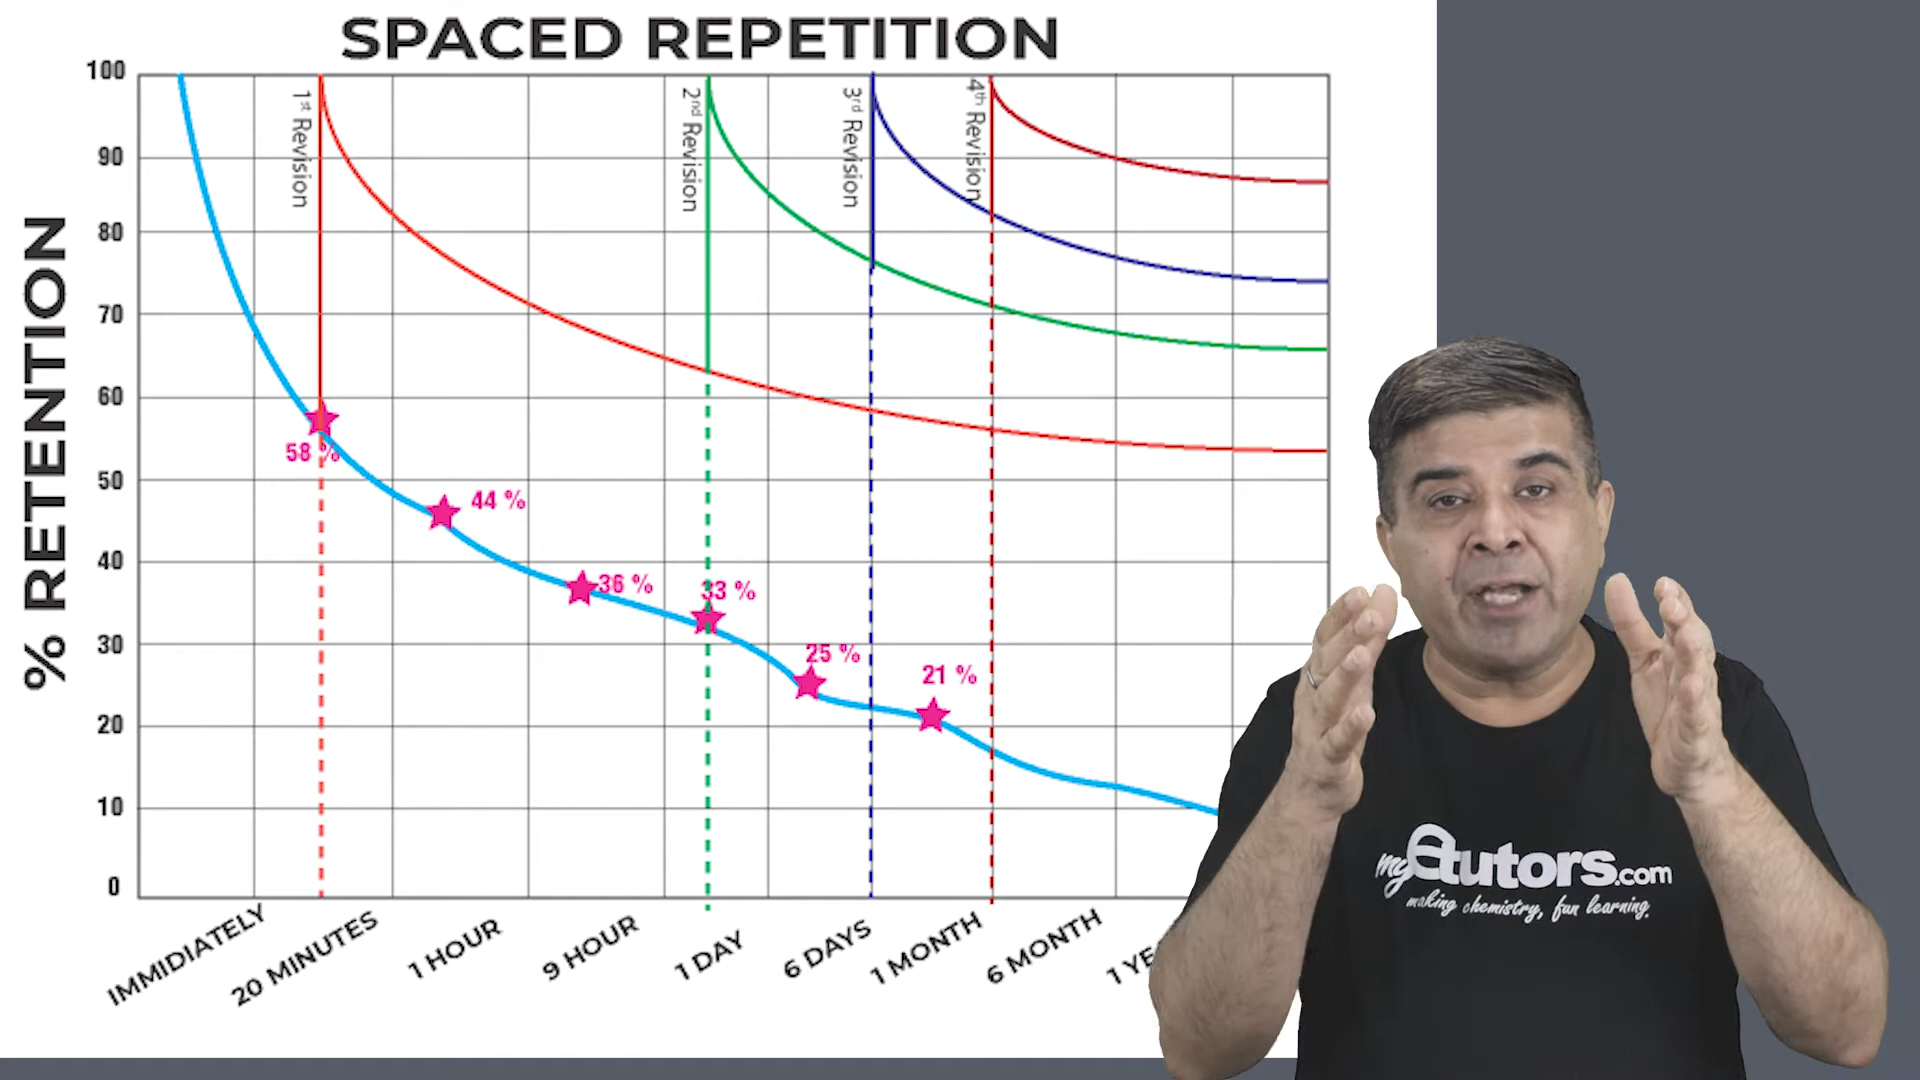 SPACED REPETITION
% RETENTION
100
90
80
70
60
50
40
30
20
10
0
1st Revision
2nd Revision
3rd Revision
4th Revision
58 %
44 %
36 %
33 %
25 %
21 %
IMMIDIATELY
20 MINUTES
1 HOUR
9 HOUR
1 DAY
6 DAYS
1 MONTH
6 MONTH
1
myetutors.com
making chemistry, fun learning.